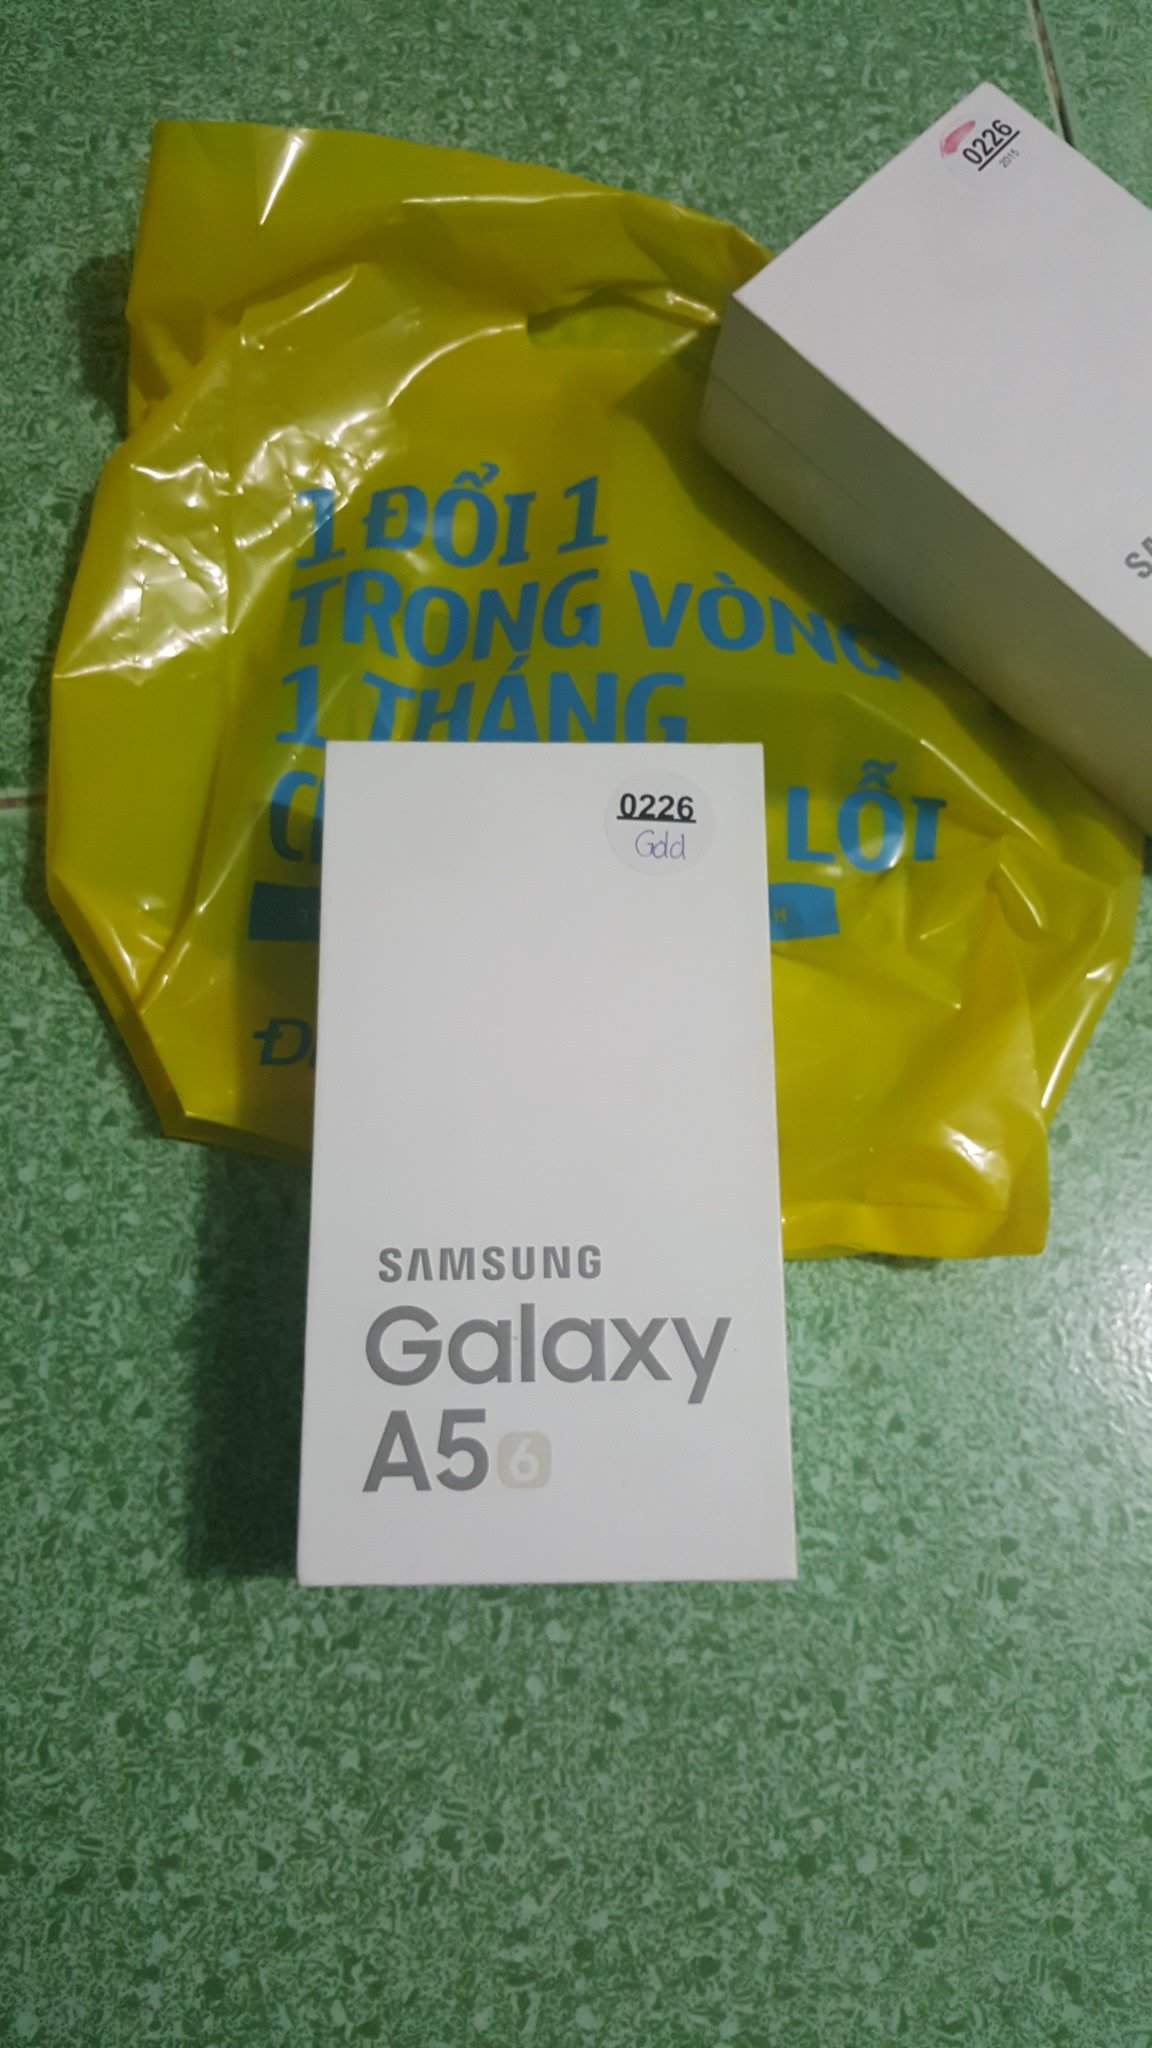 0226
2015
1 ĐỔI 1
TRONG VÒNG
1 THÁNG
LỖI
0226
Gold
SAMSUNG
Galaxy
A5 6